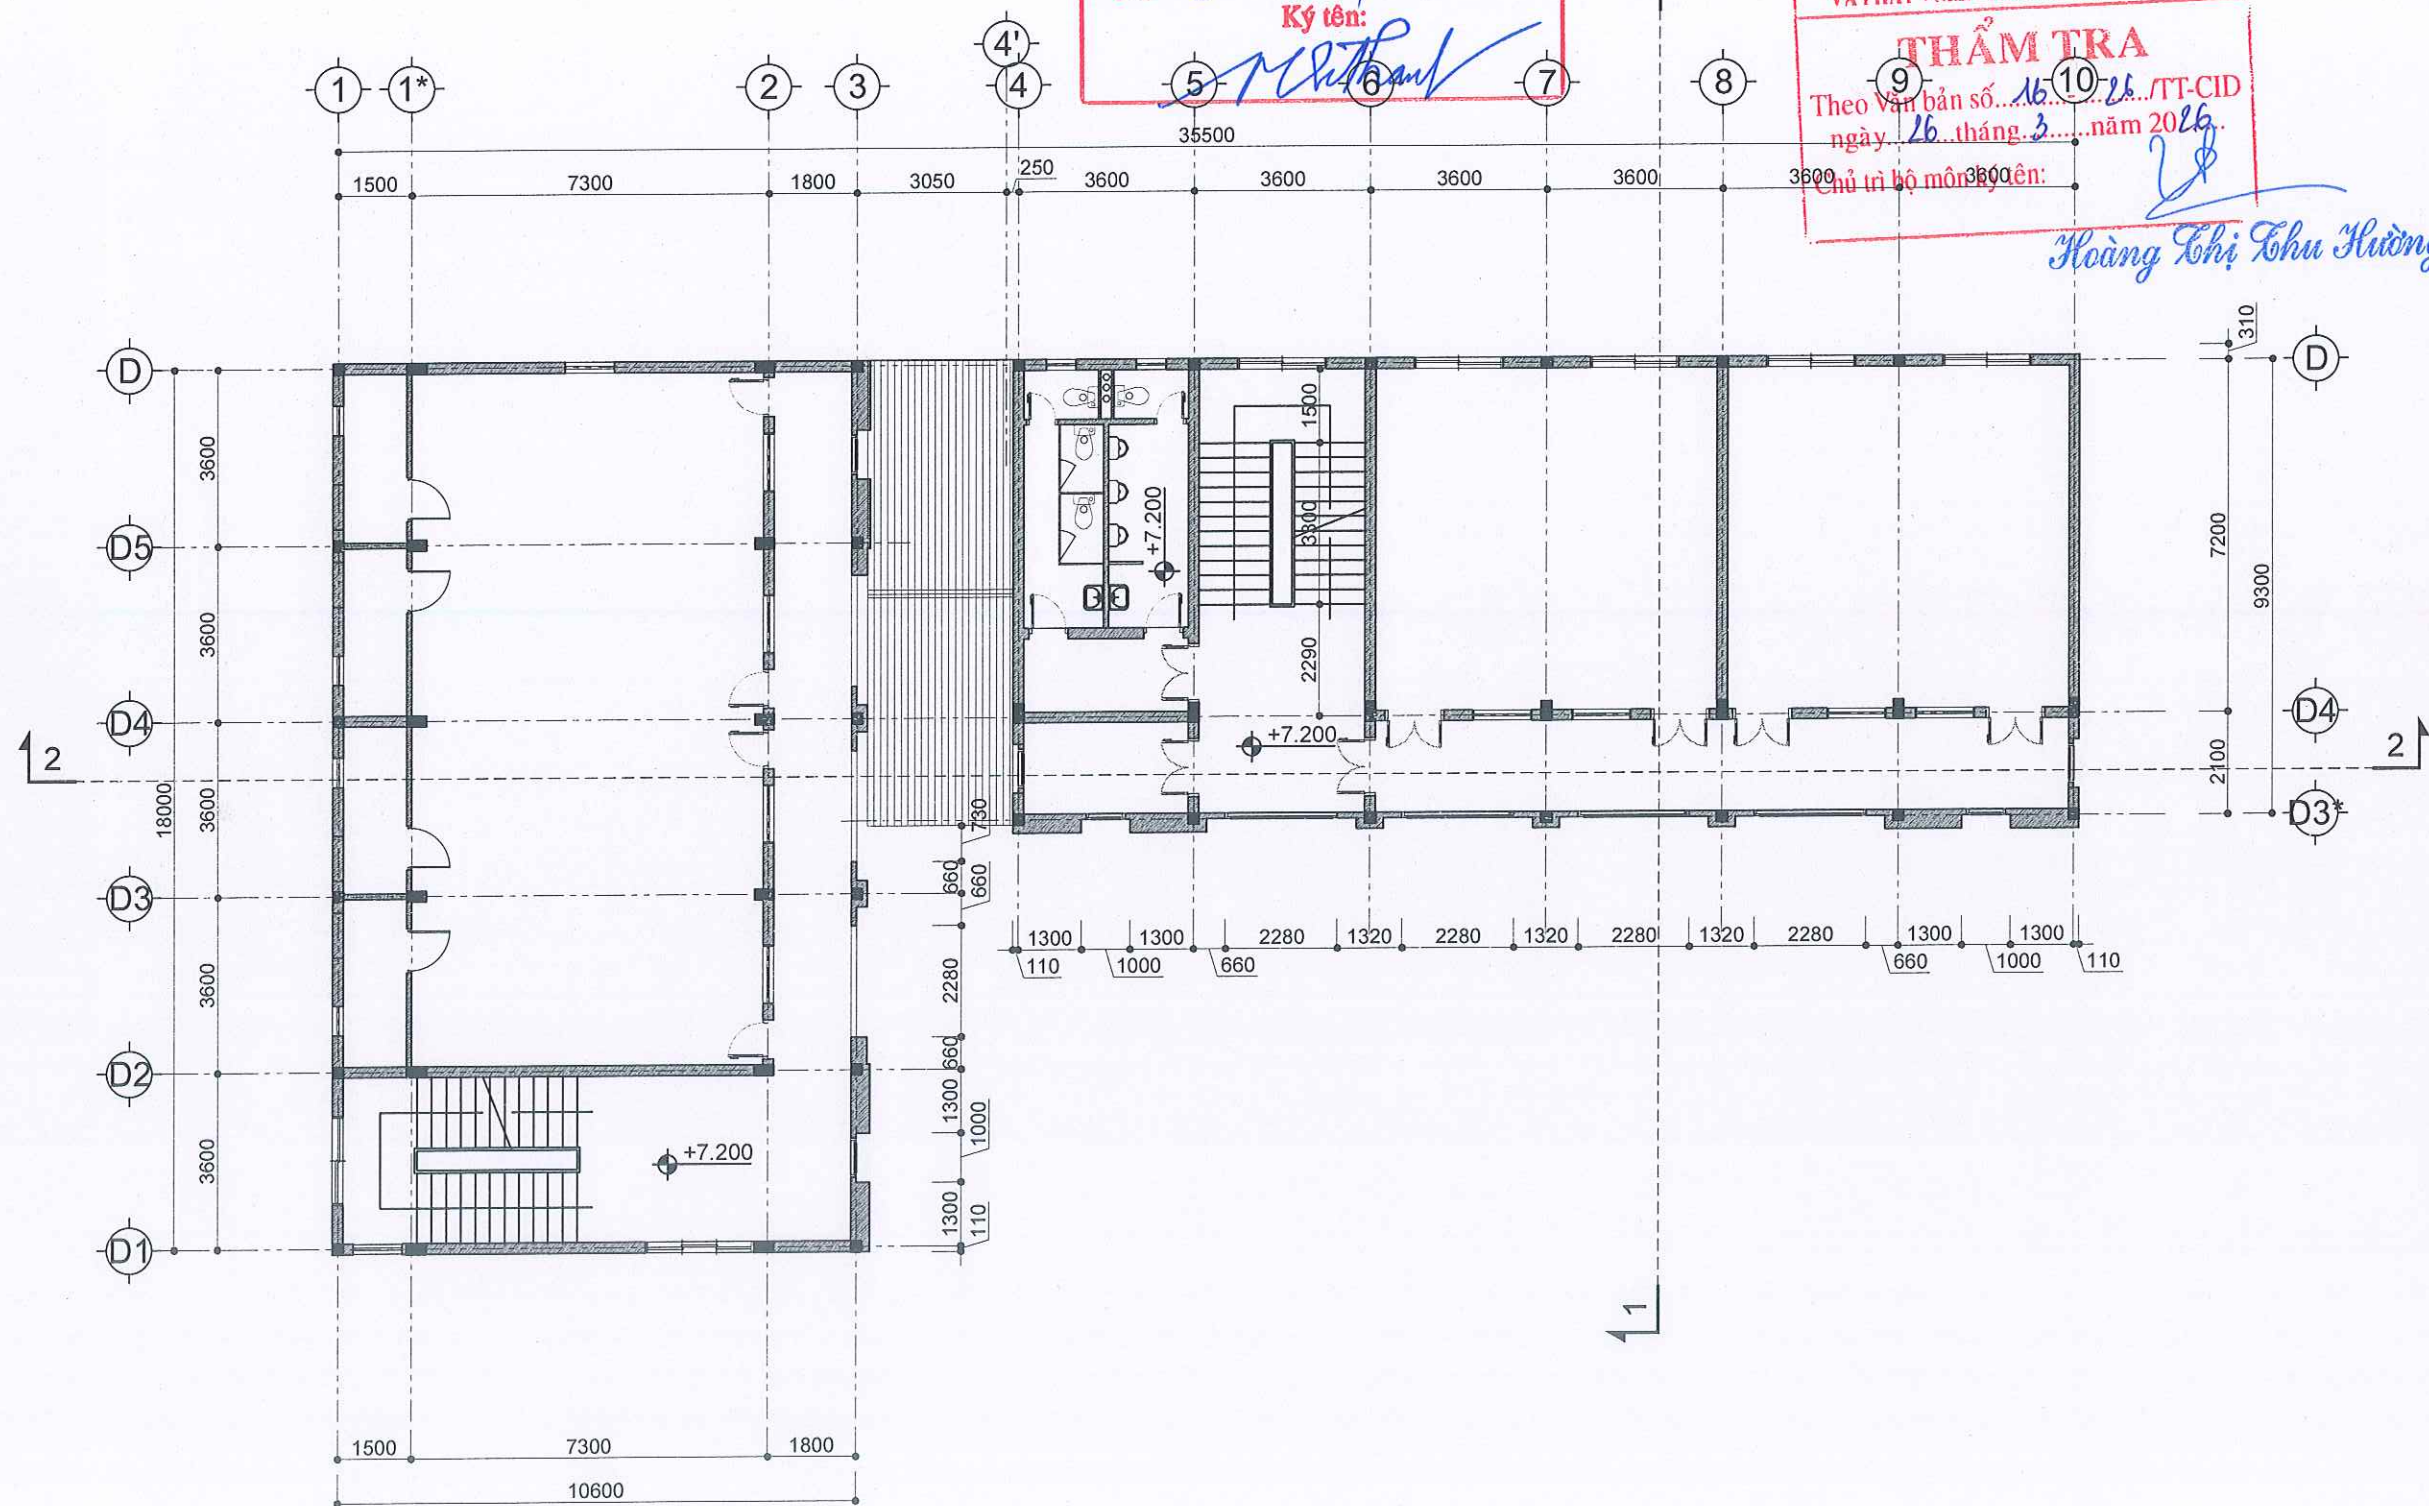 Ký tên:
THẨM TRA
Theo Văn bản số...16...-...26.../TT-CID
ngày...26...tháng...3......năm 2026...
Chủ trì bộ môn ký tên:
Hoàng Thị Thu Hường
4'
1 1* 2 3 4 5 6 7 8 9 10
35500
1500 7300 1800 3050 250 3600 3600 3600 3600 3600 3600
D
D5
D4
D3
D2
D1
3600
3600
3600
3600
3600
18000
2
2
D
D4
D3*
310
7200
2100
9300
1500
3300
2290
+7.200
+7.200
+7.200
730
660
660
2280
660
1300
1000
1300
110
1300 1300 2280 1320 2280 1320 2280 1320 2280 1300 1300
110 1000 660 660 1000 110
1
1500 7300 1800
10600